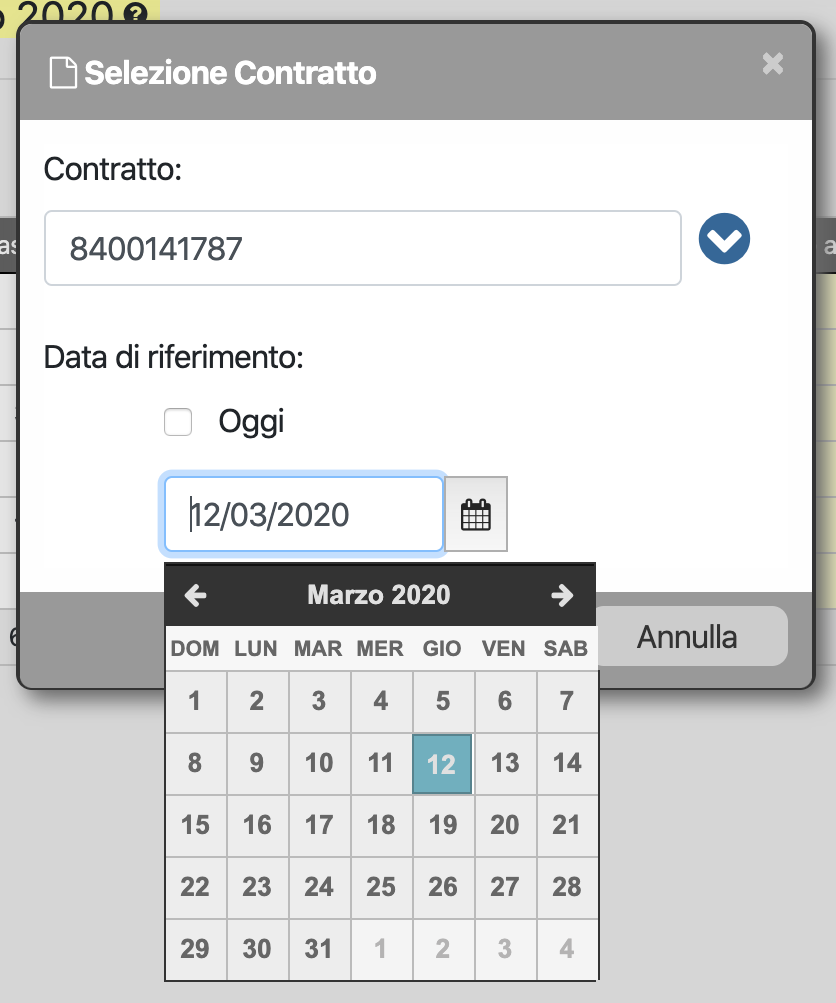 2020
Selezione Contratto
Contratto:
8400141787
Data di riferimento:
Oggi
12/03/2020
Marzo 2020
DOM LUN MAR MER GIO VEN SAB
1 2 3 4 5 6 7
8 9 10 11 12 13 14
15 16 17 18 19 20 21
22 23 24 25 26 27 28
29 30 31 1 2 3 4
Annulla